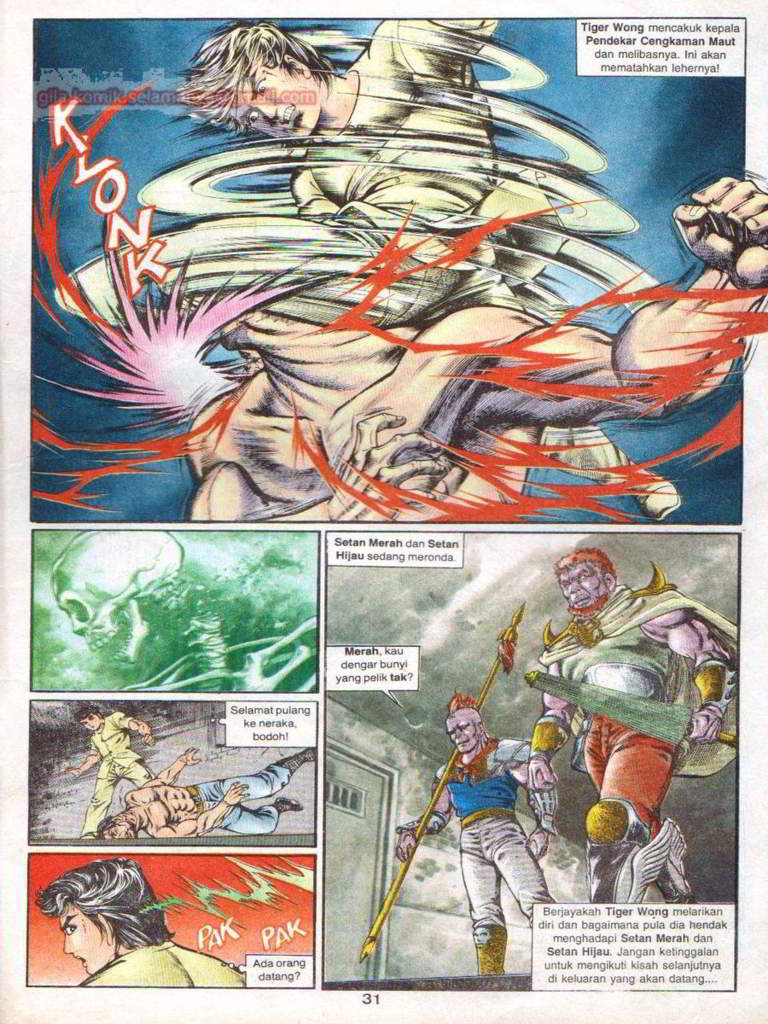 Tiger Wong mencakuk kepala
Pendekar Cengkaman Maut
dan melibasnya. Ini akan
mematahkan lehernya!
KLONK
Selamat pulang
ke neraka,
bodoh!
PAK PAK
Ada orang
datang?
Setan Merah dan Setan
Hijau sedang meronda.
Merah, kau
dengar bunyi
yang pelik tak?
Berjayakah Tiger Wong melarikan
diri dan bagaimana pula dia hendak
menghadapi Setan Merah dan
Setan Hijau. Jangan ketinggalan
untuk mengikuti kisah selanjutnya
di keluaran yang akan datang....
31